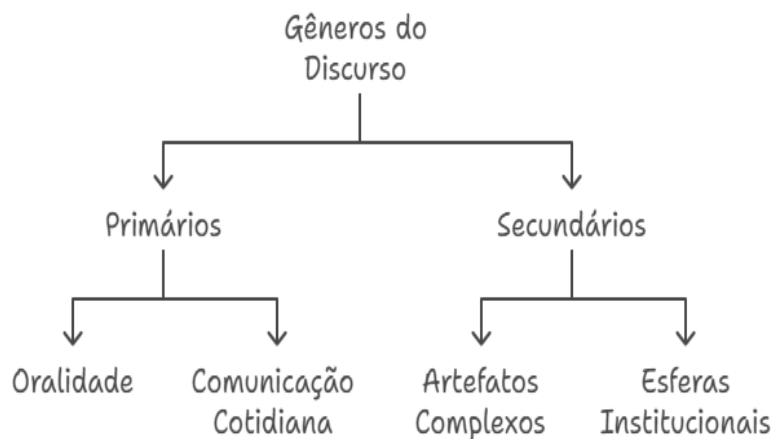 Gêneros do
Discurso
Primários
Secundários
Oralidade
Comunicação
Cotidiana
Artefatos
Complexos
Esferas
Institucionais